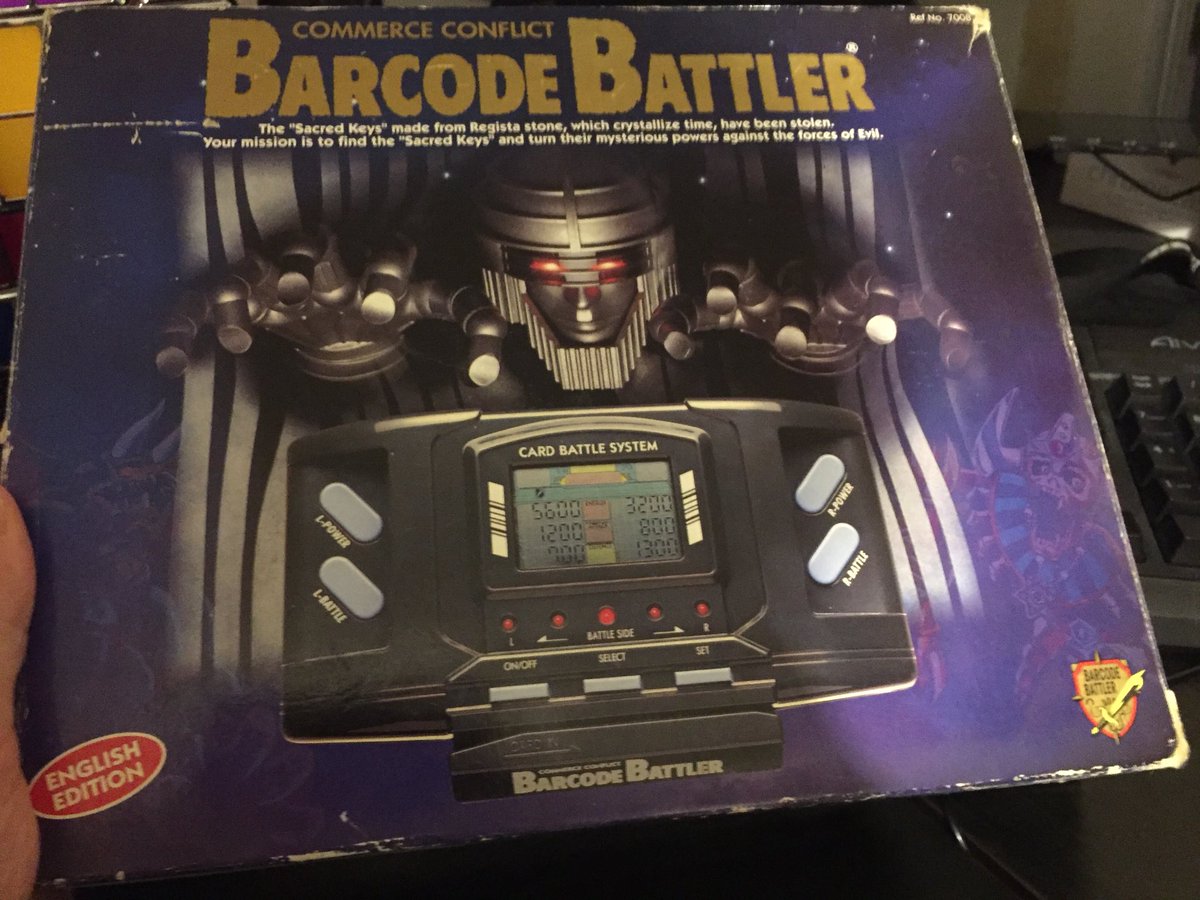 COMMERCE CONFLICT
Ref No. 7008
BARCODE BATTLER®
The "Sacred Keys" made from Regista stone, which crystallize time, have been stolen.
Your mission is to find the "Sacred Keys" and turn their mysterious powers against the forces of Evil.
CARD BATTLE SYSTEM
5600 ENERGY 3200
1200 800
900 1300
L-POWER
R-POWER
L-BATTLE
R-BATTLE
L BATTLE SIDE R
ON/OFF SELECT SET
CARD IN
COMMERCE CONFLICT
BARCODE BATTLER
BARCODE
BATTLER
ENGLISH
EDITION